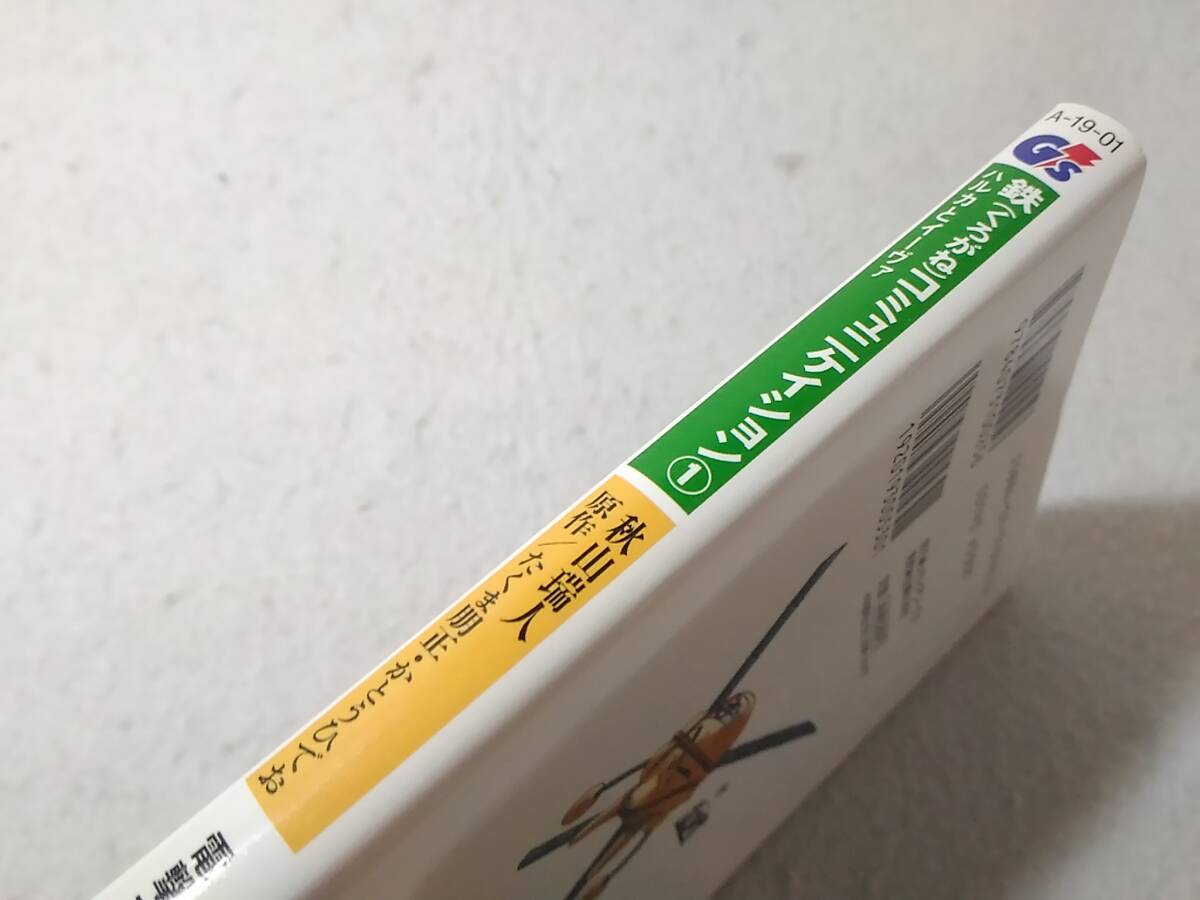 A-19-01
G's
鉄(くろがね)コミュニケイション①
ハルカとイーヴァ
秋山瑞人
原作/たくま朋正・かとうひでお
電撃